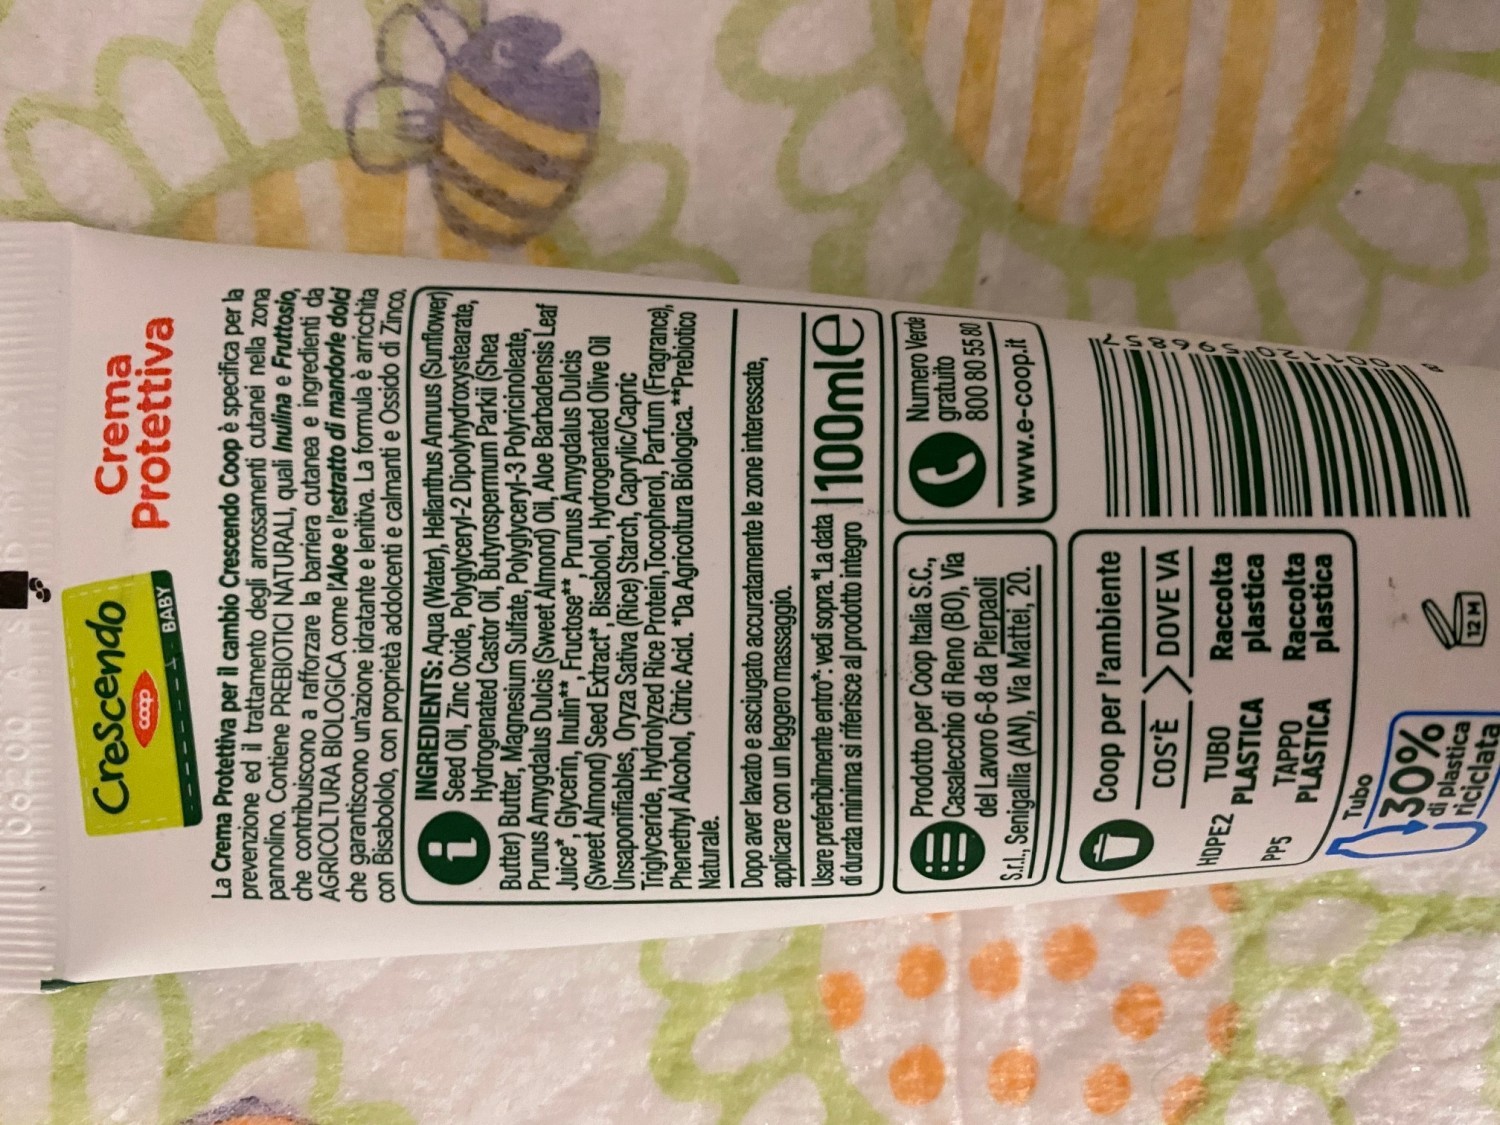 Crescendo
coop
BABY
Crema
Protettiva
La Crema Protettiva per il cambio Crescendo Coop è specifica per la
prevenzione ed il trattamento degli arrossamenti cutanei nella zona
pannolino. Contiene PREBIOTICI NATURALI, quali Inulina e Fruttosio,
che contribuiscono a rafforzare la barriera cutanea e ingredienti da
AGRICOLTURA BIOLOGICA come l'Aloe e l'estratto di mandorle dolci
che garantiscono un'azione idratante e lenitiva. La formula è arricchita
con Bisabololo, con proprietà addolcenti e calmanti e Ossido di Zinco.
INGREDIENTS: Aqua (Water), Helianthus Annuus (Sunflower)
Seed Oil, Zinc Oxide, Polyglyceryl-2 Dipolyhydroxystearate,
Hydrogenated Castor Oil, Butyrospermum Parkii (Shea
Butter) Butter, Magnesium Sulfate, Polyglyceryl-3 Polyricinoleate,
Prunus Amygdalus Dulcis (Sweet Almond) Oil, Aloe Barbadensis Leaf
Juice*, Glycerin, Inulin**, Fructose**, Prunus Amygdalus Dulcis
(Sweet Almond) Seed Extract*, Bisabolol, Hydrogenated Olive Oil
Unsaponifiables, Oryza Sativa (Rice) Starch, Caprylic/Capric
Triglyceride, Hydrolyzed Rice Protein, Tocopherol, Parfum (Fragrance),
Phenethyl Alcohol, Citric Acid. *Da Agricoltura Biologica. **Prebiotico
Naturale.
Dopo aver lavato e asciugato accuratamente le zone interessate,
applicare con un leggero massaggio.
Usare preferibilmente entro*: vedi sopra.*La data
di durata minima si riferisce al prodotto integro
100ml e
Prodotto per Coop Italia S.C.,
Casalecchio di Reno (BO), Via
del Lavoro 6-8 da Pierpaoli
S.r.l., Senigallia (AN), Via Mattei, 20.
Numero Verde
gratuito
800 80 55 80
www.e-coop.it
Coop per l'ambiente
COS'È > DOVE VA
HDPE2 TUBO PLASTICA Raccolta plastica
PP5 TAPPO PLASTICA Raccolta plastica
Tubo
30%
di plastica
riciclata
12 M